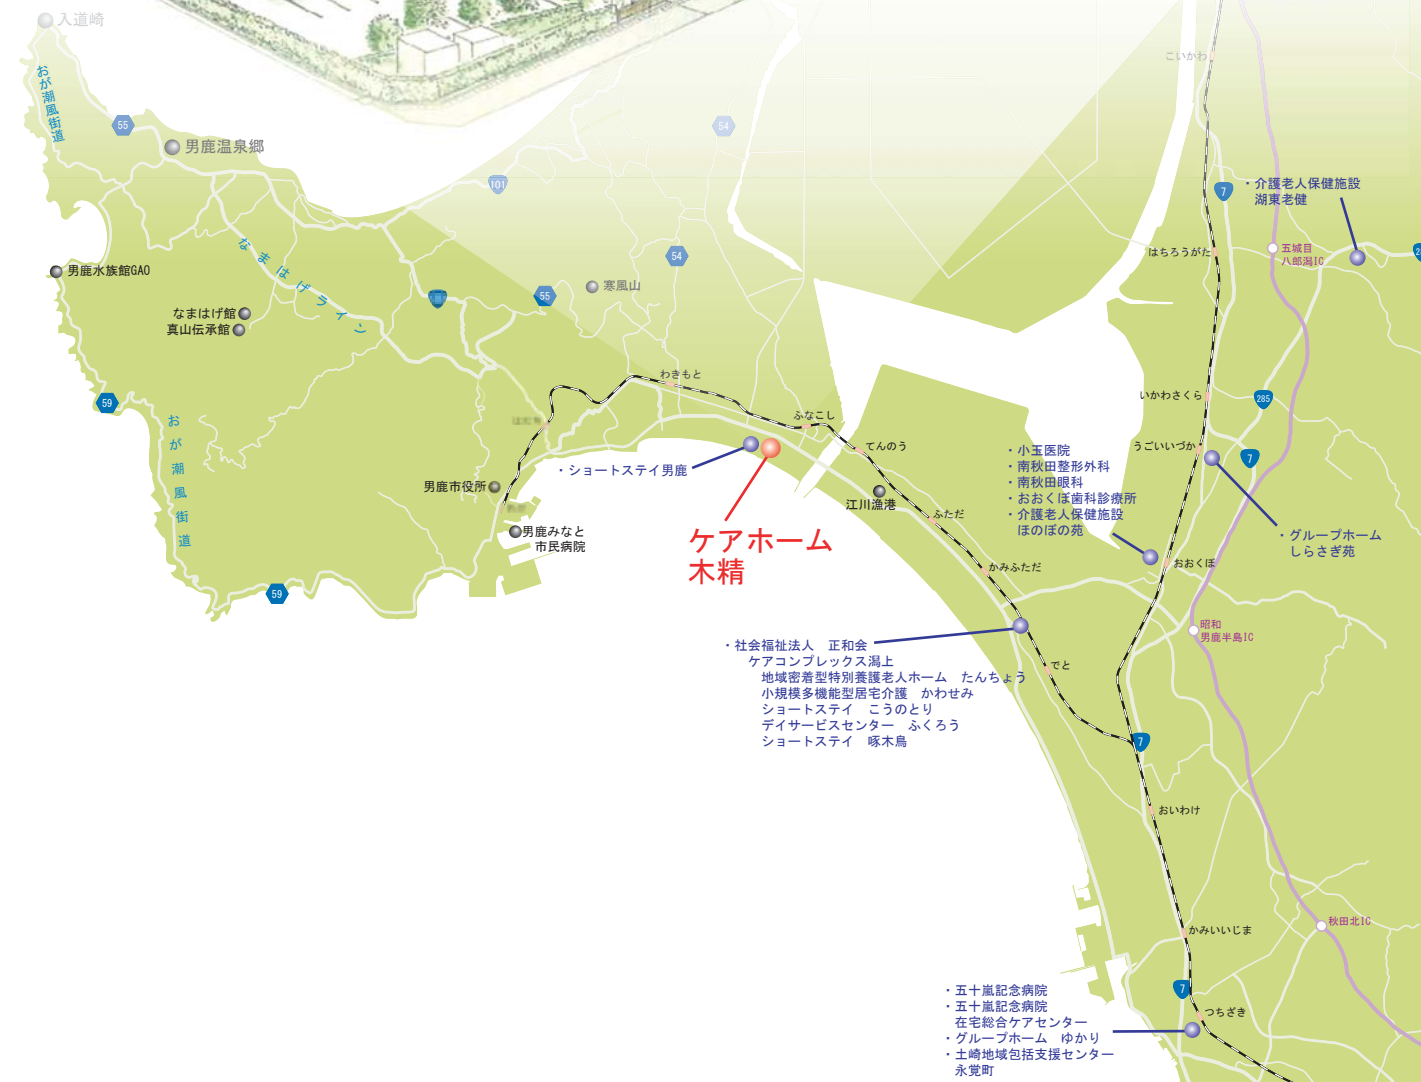 入道崎
こいかわ
おが潮風街道
55
54
男鹿温泉郷
101
7
・介護老人保健施設
湖東老健
なまはげライン
はちろうがた
五城目
八郎潟IC
54
男鹿水族館GAO
寒風山
55
なまはげ館
真山伝承館
わきもと
いかわさくら
285
59
おが潮風街道
ふなこし
てんのう
うごいいづか
7
・ショートステイ男鹿
・小玉医院
・南秋田整形外科
・南秋田眼科
・おおくぼ歯科診療所
・介護老人保健施設
ほのぼの苑
男鹿市役所
江川漁港
ふただ
男鹿みなと
市民病院
ケアホーム
木精
・グループホーム
しらさぎ苑
かみふただ
おおくぼ
59
昭和
男鹿半島IC
・社会福祉法人　正和会
ケアコンプレックス潟上
地域密着型特別養護老人ホーム　たんちょう
小規模多機能型居宅介護　かわせみ
ショートステイ　こうのとり
デイサービスセンター　ふくろう
ショートステイ　啄木鳥
でと
7
おいわけ
秋田北IC
かみいいじま
7
・五十嵐記念病院
・五十嵐記念病院
在宅総合ケアセンター
・グループホーム　ゆかり
・土崎地域包括支援センター
永覚町
つちざき